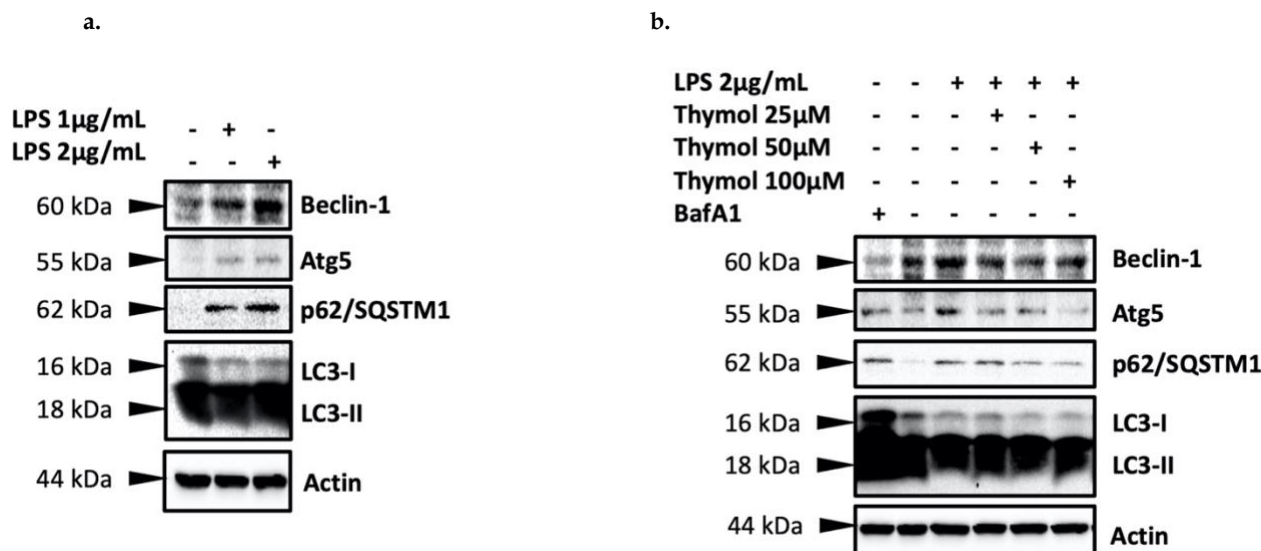 a.
LPS 1µg/mL - + -
LPS 2µg/mL - - +
60 kDa Beclin-1
55 kDa Atg5
62 kDa p62/SQSTM1
16 kDa LC3-I
18 kDa LC3-II
44 kDa Actin
b.
LPS 2µg/mL - - + + + +
Thymol 25µM - - - + - -
Thymol 50µM - - - - + -
Thymol 100µM - - - - - +
BafA1 + - - - - -
60 kDa Beclin-1
55 kDa Atg5
62 kDa p62/SQSTM1
16 kDa LC3-I
18 kDa LC3-II
44 kDa Actin